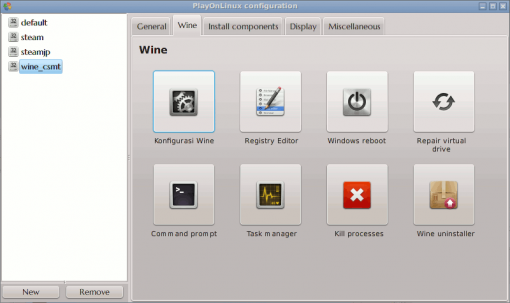 PlayOnLinux configuration
default
steam
steamjp
wine_csmt
General
Wine
Install components
Display
Miscellaneous
Wine
Konfigurasi Wine
Registry Editor
Windows reboot
Repair virtual
drive
Command prompt
Task manager
Kill processes
Wine uninstaller
New
Remove